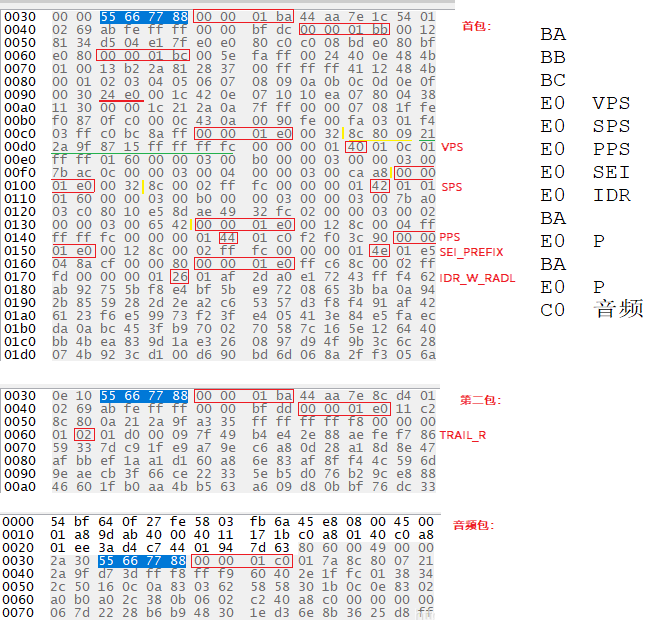 首包:
0030 00 00 55 66 77 88 00 00 01 ba 44 aa 7e 1c 54 01
0040 02 69 ab fe ff ff 00 00 bf dc 00 00 01 bb 00 12
0050 81 34 d5 04 e1 7f e0 e0 80 c0 c0 08 bd e0 80 bf
0060 e0 80 00 00 01 bc 00 5e fa ff 00 24 40 0e 48 4b
0070 01 00 13 b2 2a 81 28 37 00 ff ff ff 41 12 48 4b
0080 00 01 02 03 04 05 06 07 08 09 0a 0b 0c 0d 0e 0f
0090 00 30 24 e0 00 1c 42 0e 07 10 10 ea 07 80 04 38
00a0 11 30 00 00 1c 21 2a 0a 7f ff 00 00 07 08 1f fe
00b0 f0 87 0f c0 00 0c 43 0a 00 90 fe 00 fa 03 01 f4
00c0 03 ff c0 bc 8a ff 00 00 01 e0 00 32 8c 80 09 21
00d0 2a 9f 87 15 ff ff ff fc 00 00 00 01 40 01 0c 01 VPS
00e0 ff ff 01 60 00 00 03 00 b0 00 00 03 00 00 03 00
00f0 7b ac 0c 00 00 03 00 04 00 00 03 00 ca a8 00 00
0100 01 e0 00 32 8c 00 02 ff fc 00 00 00 01 42 01 01 SPS
0110 01 60 00 00 03 00 b0 00 00 03 00 00 03 00 7b a0
0120 03 c0 80 10 e5 8d ae 49 32 fc 02 00 00 03 00 02
0130 00 00 03 00 65 42 00 00 01 e0 00 12 8c 00 04 ff
0140 ff ff fc 00 00 00 01 44 01 c0 f2 f0 3c 90 00 00 PPS
0150 01 e0 00 12 8c 00 02 ff fc 00 00 00 01 4e 01 e5 SEI_PREFIX
0160 04 8a cf 00 00 80 00 00 01 e0 ff c6 8c 00 02 ff
0170 fd 00 00 00 01 26 01 af 2d a0 e1 72 43 ff f4 62 IDR_W_RADL
0180 ab 92 75 5b f8 e4 bf 5b e9 72 08 65 3b ba 0a 94
0190 2b 85 59 28 2d 2e a2 c6 53 57 d3 f8 f4 91 af 42
01a0 61 23 f6 e5 99 73 f2 3f e4 05 41 3e 84 e5 fa ec
01b0 da 0a bc 45 3f b9 70 02 70 58 7c 16 5e 12 64 40
01c0 bb 4b ea 83 9d 1a e3 26 08 97 d9 4f 9b 3c 6c 28
01d0 07 4b 92 3c d1 00 d6 90 bd 6d 06 8a 2f f3 05 6a
BA
BB
BC
E0 VPS
E0 SPS
E0 PPS
E0 SEI
E0 IDR
BA
E0 P
BA
E0 P
C0 音频
第二包:
0030 0e 10 55 66 77 88 00 00 01 ba 44 aa 7e 8c d4 01
0040 02 69 ab fe ff ff 00 00 bf dd 00 00 01 e0 11 c2
0050 8c 80 0a 21 2a 9f a3 35 ff ff ff ff f8 00 00 00
0060 01 02 01 d0 00 09 7f 49 b4 e4 2e 88 ae fe f7 86 TRAIL_R
0070 59 33 7d c9 1f e9 a7 9e c6 a8 0d 28 a1 8d 8e 47
0080 af bb ef 1a a1 d1 60 a8 6e 83 af 8f f4 4c 59 6d
0090 9e ae cb 3f 66 ce 22 33 5e b5 d0 76 b2 9c e8 88
00a0 46 60 1f b0 aa 4b b5 63 a6 09 d8 0b bf 76 dc 33
音频包:
0000 54 bf 64 0f 27 fe 58 03 fb 6a 45 e8 08 00 45 00
0010 01 a8 9d ab 40 00 40 11 17 1b c0 a8 01 40 c0 a8
0020 01 ee 3a d4 c7 44 01 94 7d 63 80 60 00 49 00 00
0030 2a 30 55 66 77 88 00 00 01 c0 01 7a 8c 80 07 21
0040 2a 9f d7 3d ff f8 ff f9 60 40 2e 1f fc 01 38 34
0050 2c 50 16 0c 0a 83 03 62 58 58 30 1b 0c 0e 83 02
0060 a0 b0 a0 2c 38 0b 06 02 c2 40 a8 c0 00 00 00 00
0070 06 7d 22 28 b6 b9 48 30 1e d3 6e 8b 36 25 d8 ff